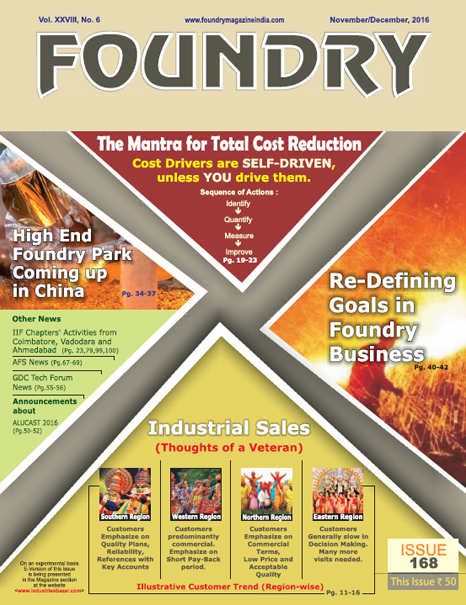 Vol. XXVIII, No. 6
www.foundrymagazineindia.com
November/December, 2016
FOUNDRY
The Mantra for Total Cost Reduction
Cost Drivers are SELF-DRIVEN,
unless YOU drive them.
Sequence of Actions :
Identify
Quantify
Measure
Improve
Pg. 19-23
High End
Foundry Park
Coming up
in China
Pg. 34-37
Re-Defining
Goals in
Foundry
Business
Pg. 40-42
Other News
IIF Chapters' Activities from
Coimbatore, Vadodara and
Ahmedabad (Pg. 23,79,99,100)
AFS News (Pg.67-69)
GDC Tech Forum
News (Pg.55-56)
Announcements
about
ALUCAST 2016
(Pg.50-52)
Industrial Sales
(Thoughts of a Veteran)
Southern Region
Customers
Emphasize on
Quality Plans,
Reliability,
References with
Key Accounts
Western Region
Customers
predominantly
commercial.
Emphasize on
Short Pay-Back
period.
Northern Region
Customers
Emphasize on
Commercial
Terms,
Low Price and
Acceptable
Quality
Eastern Region
Customers
Generally slow in
Decision Making.
Many more
visits needed.
Illustrative Customer Trend (Region-wise)
Pg. 11-16
On an experimental basis
E-Version of this issue
is being presented
in the Magazine section
at the website
<www.industriesbazar.com>
ISSUE
168
This Issue ₹ 50